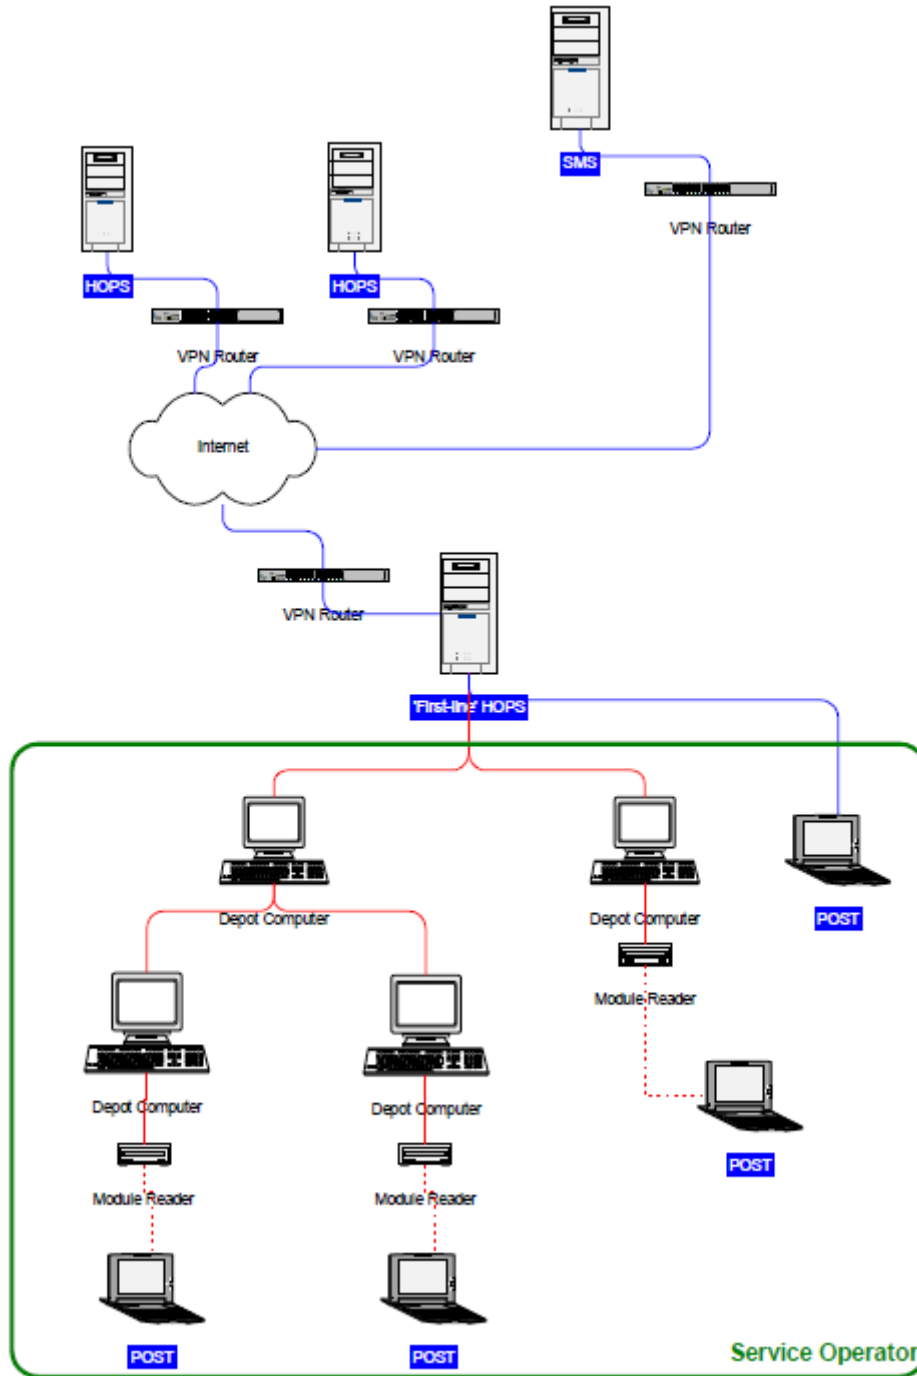 SMS
VPN Router
HOPS
HOPS
VPN Router
VPN Router
Internet
VPN Router
'First-line' HOPS
Depot Computer
Depot Computer
POST
Module Reader
Depot Computer
Depot Computer
POST
Module Reader
Module Reader
POST
POST
Service Operator